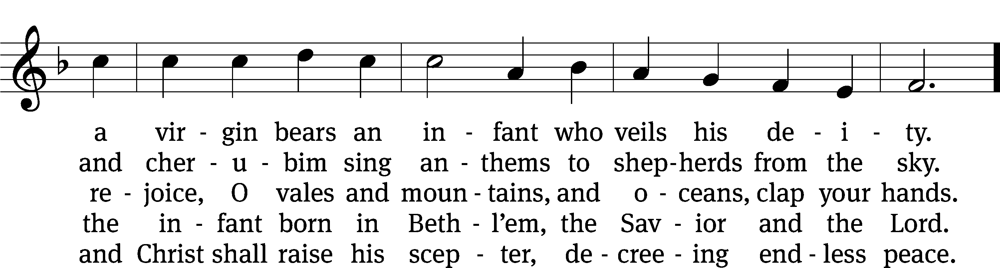 a vir - gin bears an in - fant who veils his de - i - ty.
and cher - u - bim sing an - thems to shep - herds from the sky.
re - joice, O vales and moun - tains, and o - ceans, clap your hands.
the in - fant born in Beth - l’em, the Sav - ior and the Lord.
and Christ shall raise his scep - ter, de - cree - ing end - less peace.